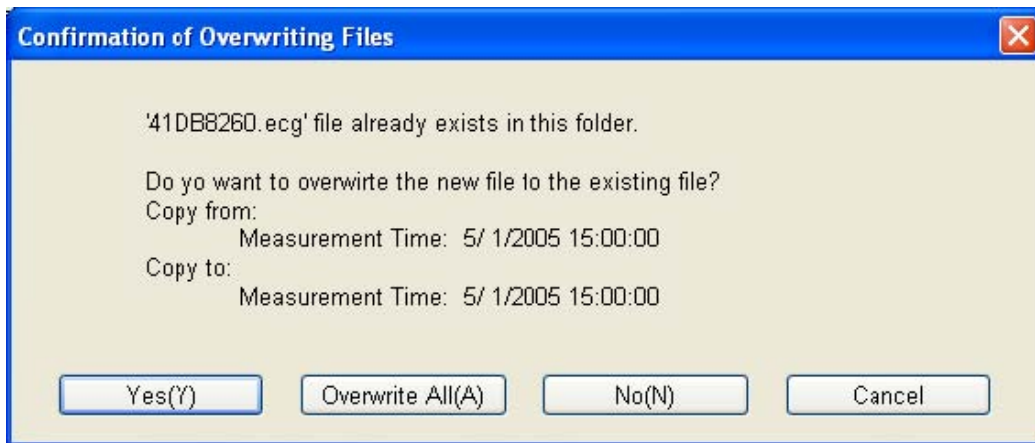 Confirmation of Overwriting Files
'41DB8260.ecg' file already exists in this folder.
Do yo want to overwirte the new file to the existing file?
Copy from:
Measurement Time: 5/ 1/2005 15:00:00
Copy to:
Measurement Time: 5/ 1/2005 15:00:00
Yes(Y) Overwrite All(A) No(N) Cancel